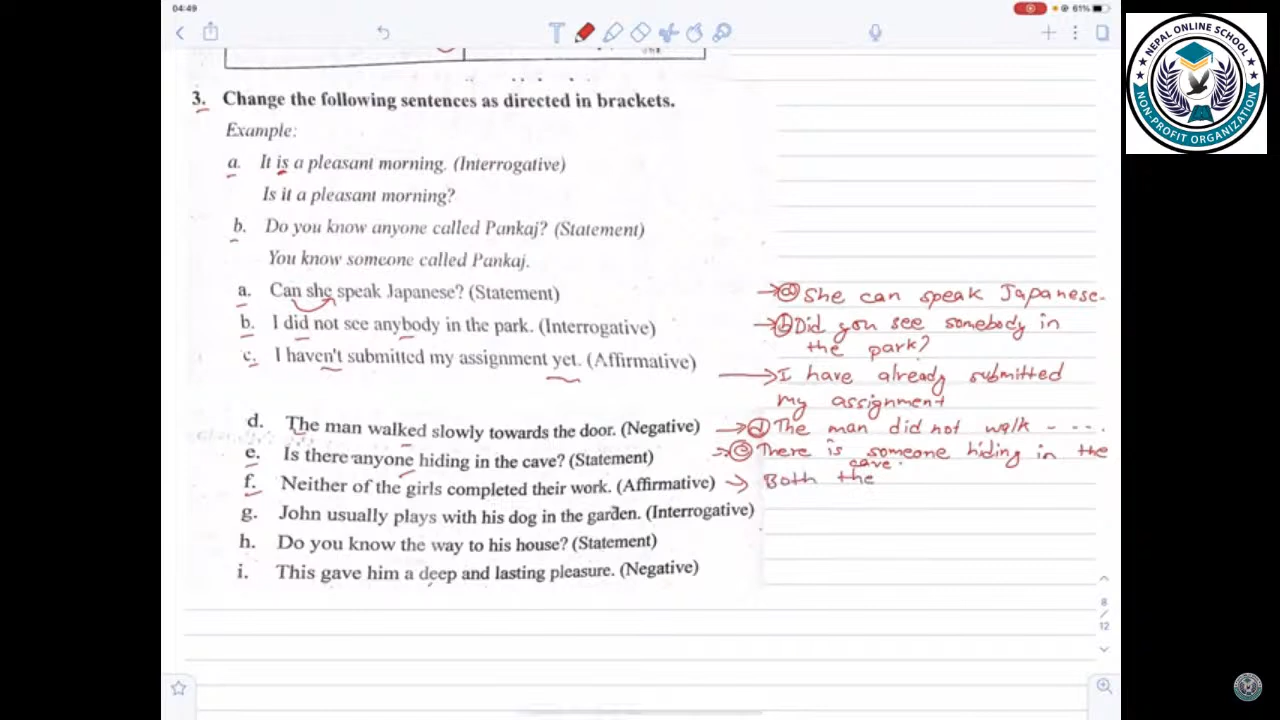 04:49
61%
NEPAL ONLINE SCHOOL
NON-PROFIT ORGANIZATION
3. Change the following sentences as directed in brackets.
Example:
a. It is a pleasant morning. (Interrogative)
Is it a pleasant morning?
b. Do you know anyone called Pankaj? (Statement)
You know someone called Pankaj.
a. Can she speak Japanese? (Statement)
b. I did not see anybody in the park. (Interrogative)
c. I haven't submitted my assignment yet. (Affirmative)
d. The man walked slowly towards the door. (Negative)
e. Is there anyone hiding in the cave? (Statement)
f. Neither of the girls completed their work. (Affirmative)
g. John usually plays with his dog in the garden. (Interrogative)
h. Do you know the way to his house? (Statement)
i. This gave him a deep and lasting pleasure. (Negative)
→ⓐ She can speak Japanese.
→ⓑ Did you see somebody in
the park?
→ I have already submitted
my assignment
→ⓓ The man did not walk - - - .
→ⓔ There is someone hiding in the
cave.
→ Both the
8
/
12